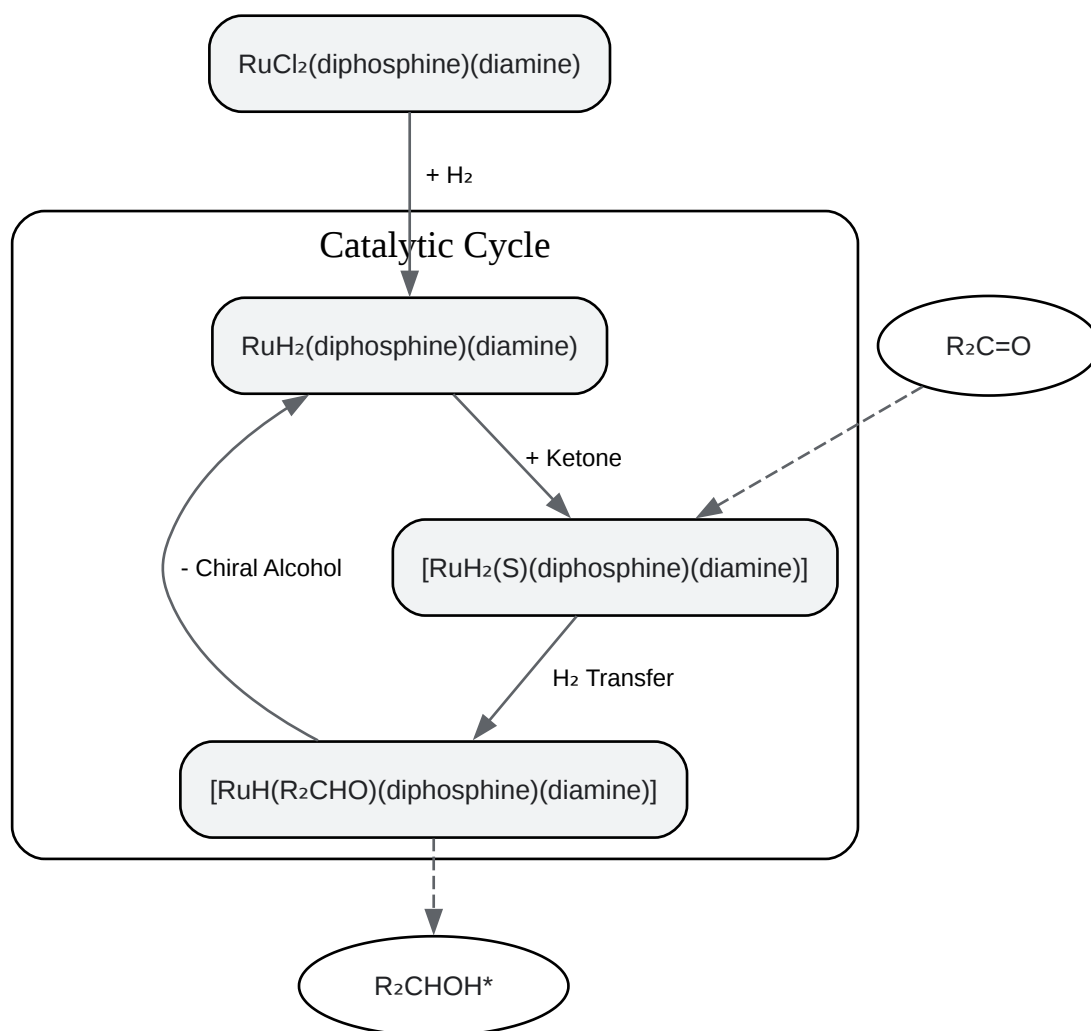 RuCl₂(diphosphine)(diamine)
+ H₂
Catalytic Cycle
RuH₂(diphosphine)(diamine)
R₂C=O
+ Ketone
[RuH₂(S)(diphosphine)(diamine)]
- Chiral Alcohol
H₂ Transfer
[RuH(R₂CHO)(diphosphine)(diamine)]
R₂CHOH*